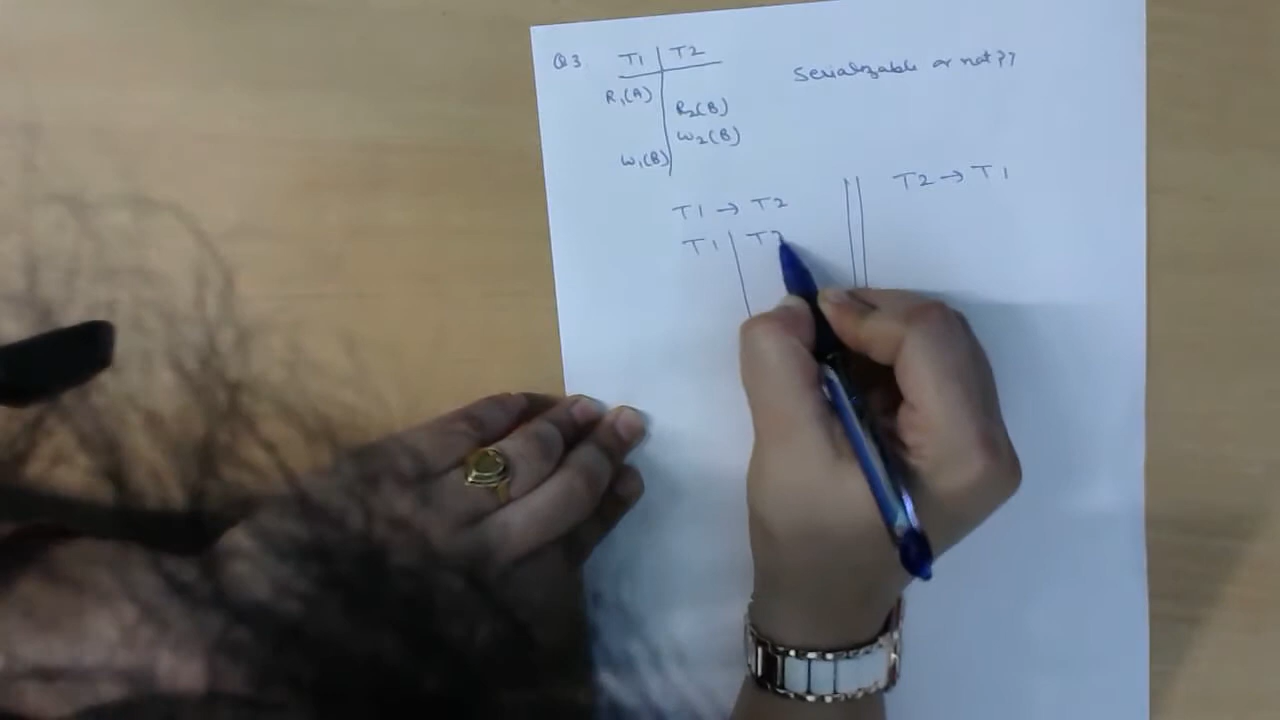 Q3 T1 T2
Serializable or not??
R1(A)
R2(B)
W2(B)
W1(B)
T1 → T2
T2 → T1
T1 T2